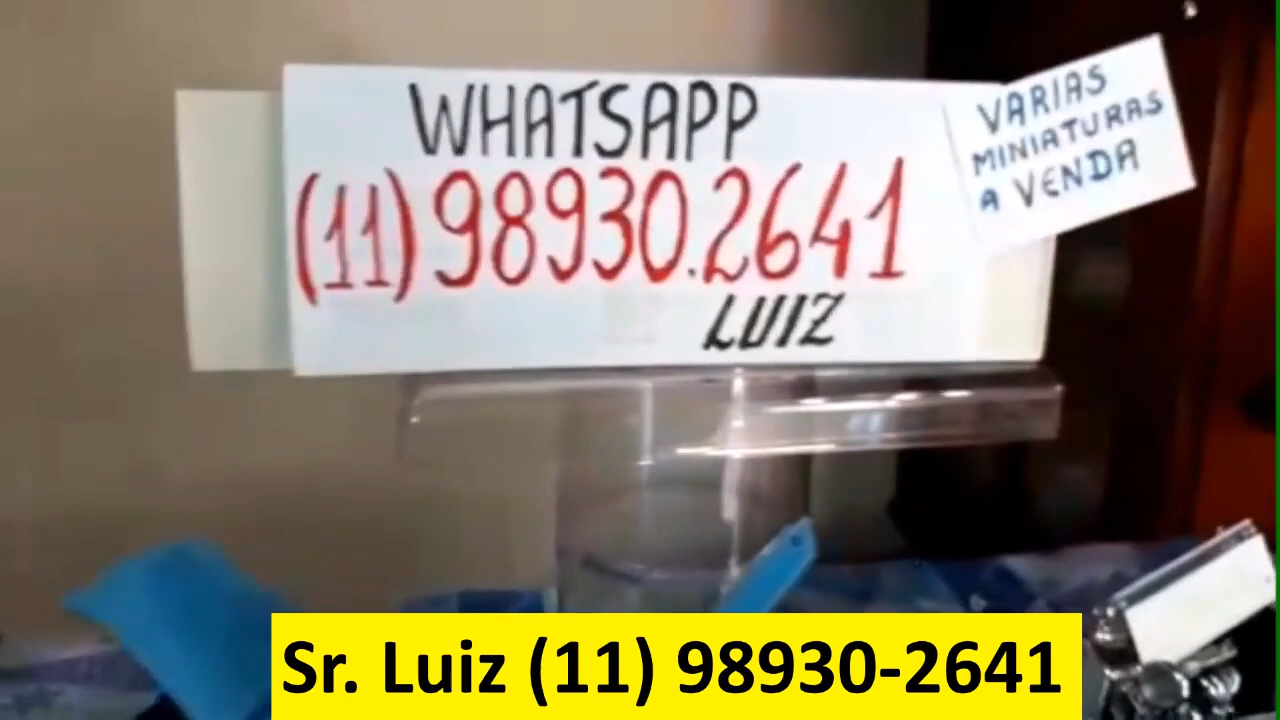 WHATSAPP
(11) 98930.2641
LUIZ
VARIAS
MINIATURAS
A VENDA
Sr. Luiz (11) 98930-2641